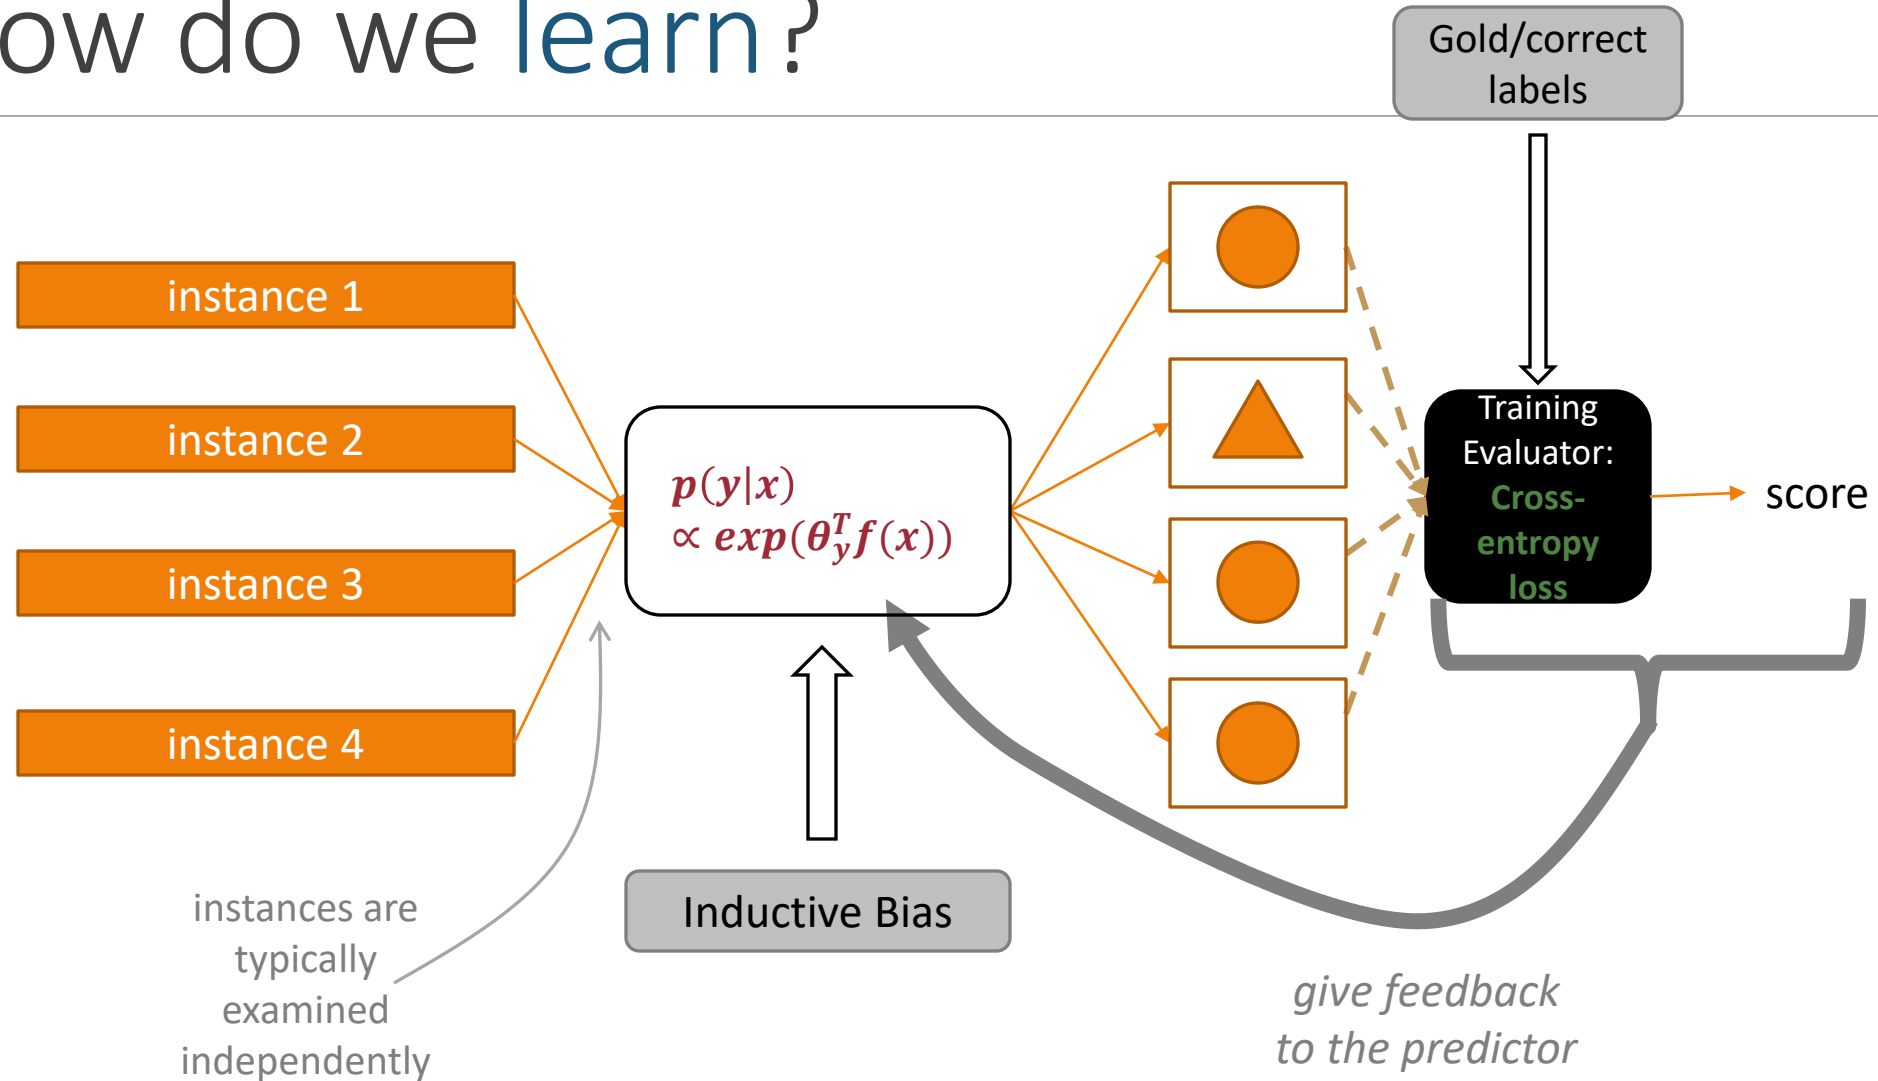 ow do we learn?
Gold/correct
labels
instance 1
instance 2
instance 3
instance 4
p(y|x)
∝ exp(θ_y^T f(x))
Training
Evaluator:
Cross-
entropy
loss
score
Inductive Bias
instances are
typically
examined
independently
give feedback
to the predictor